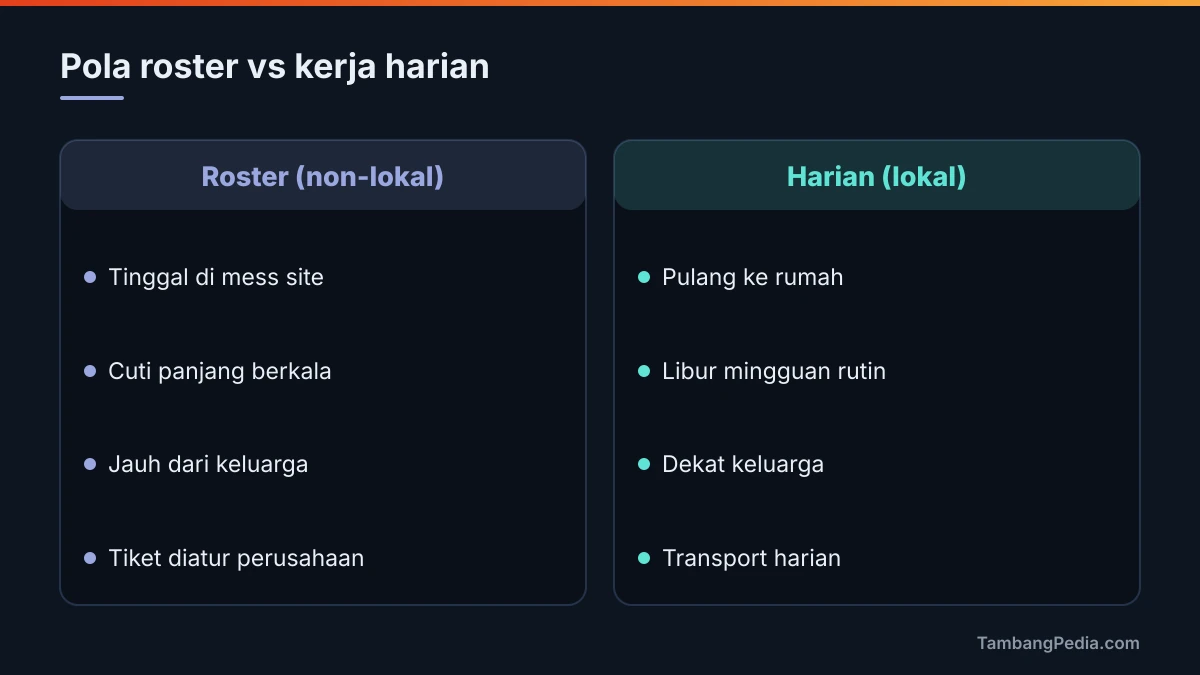 Pola roster vs kerja harian
Roster (non-lokal)
Tinggal di mess site
Cuti panjang berkala
Jauh dari keluarga
Tiket diatur perusahaan
Harian (lokal)
Pulang ke rumah
Libur mingguan rutin
Dekat keluarga
Transport harian
TambangPedia.com